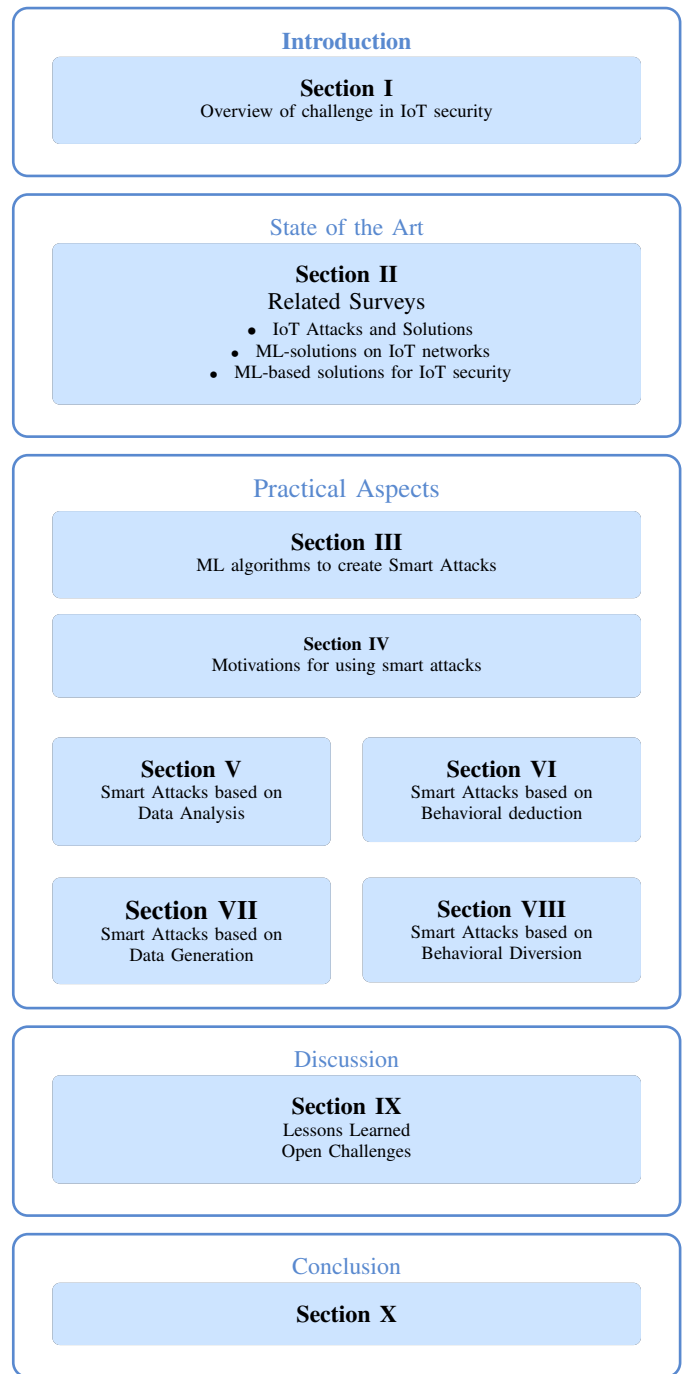 Introduction
Section I
Overview of challenge in IoT security
State of the Art
Section II
Related Surveys
• IoT Attacks and Solutions
• ML-solutions on IoT networks
• ML-based solutions for IoT security
Practical Aspects
Section III
ML algorithms to create Smart Attacks
Section IV
Motivations for using smart attacks
Section V
Smart Attacks based on
Data Analysis
Section VI
Smart Attacks based on
Behavioral deduction
Section VII
Smart Attacks based on
Data Generation
Section VIII
Smart Attacks based on
Behavioral Diversion
Discussion
Section IX
Lessons Learned
Open Challenges
Conclusion
Section X